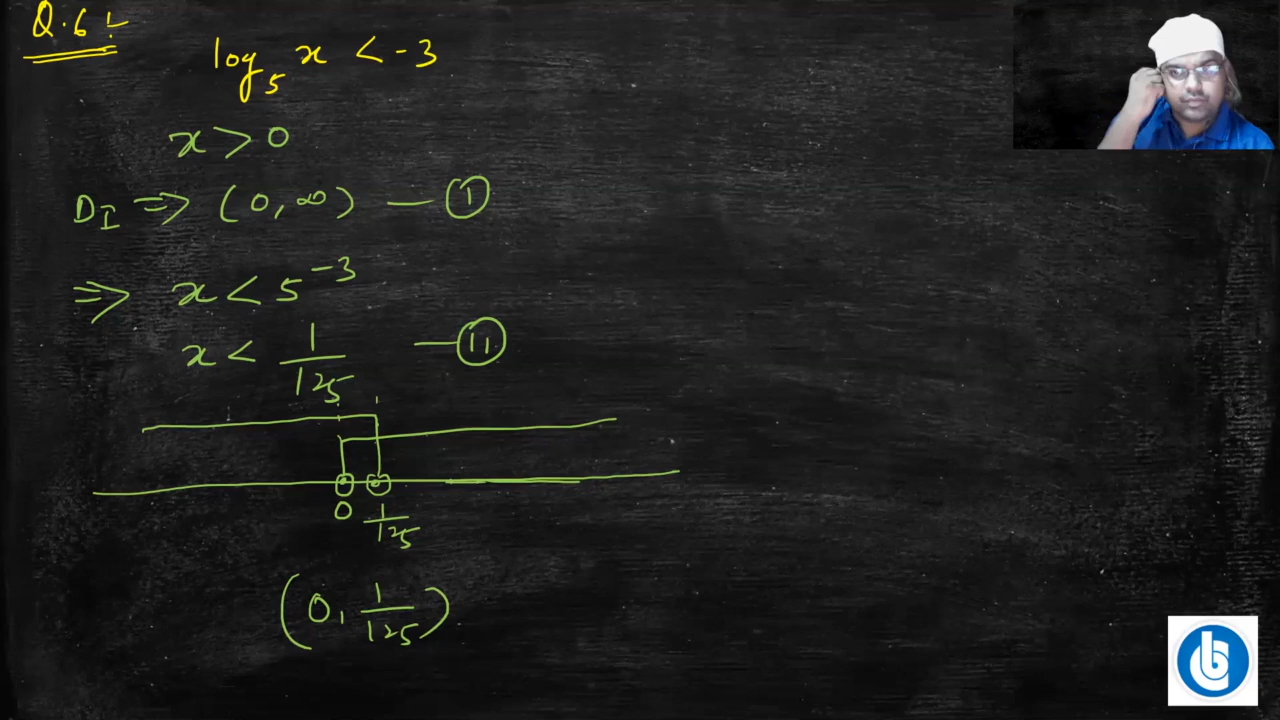 Q.6:
log₅ x < -3
x > 0
D_I ⇒ (0, ∞) — Ⓘ
⇒ x < 5⁻³
x < 1/125 — Ⓘⓘ
0 1/125
(0, 1/125)